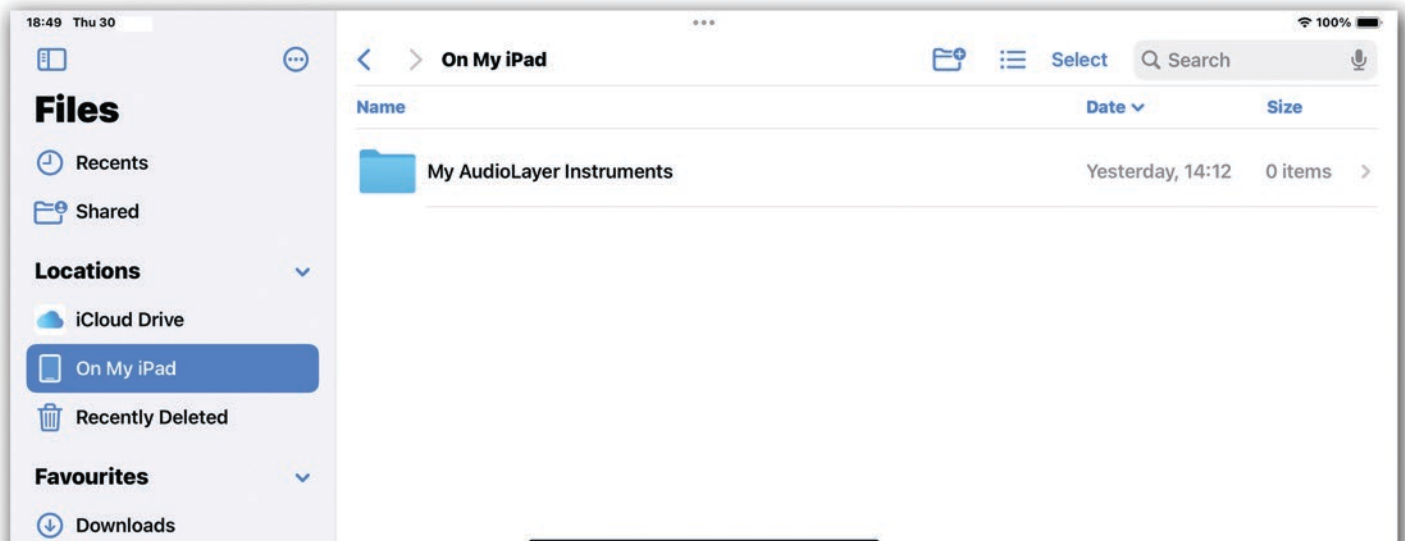 18:49 Thu 30
100%
Files
Recents
Shared
Locations
iCloud Drive
On My iPad
Recently Deleted
Favourites
Downloads
On My iPad
Select
Search
Name Date Size
My AudioLayer Instruments Yesterday, 14:12 0 items